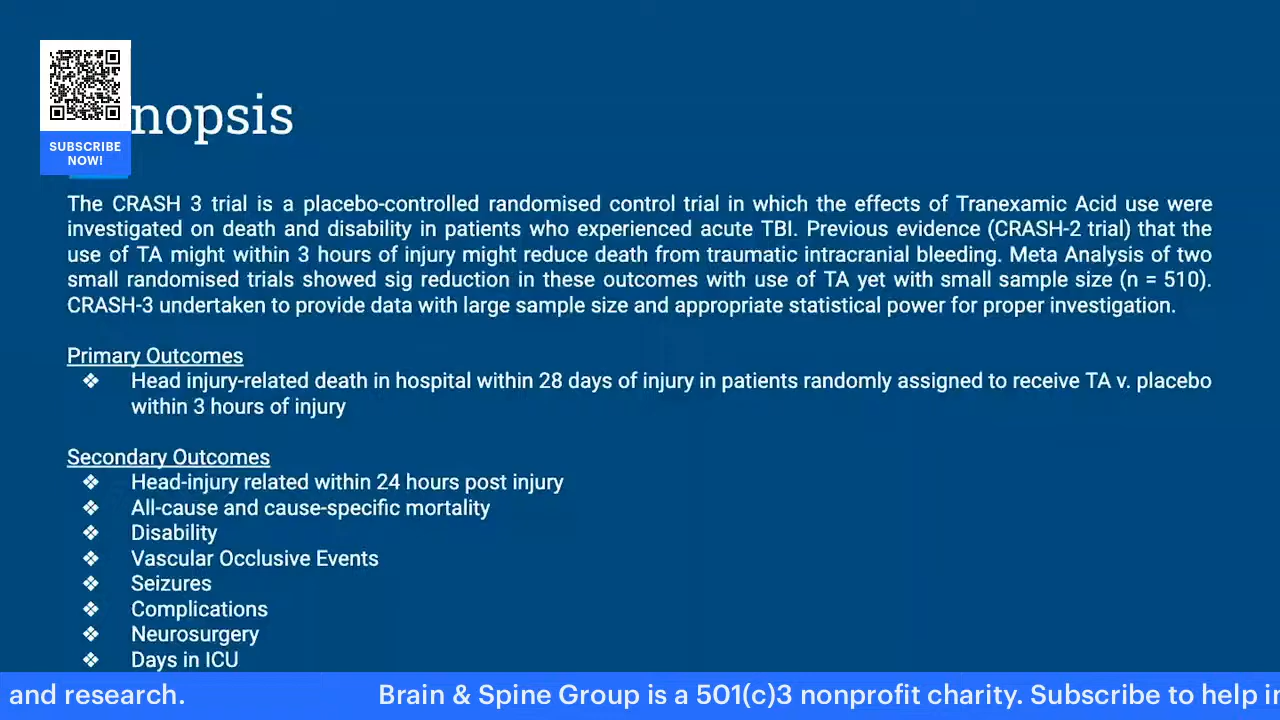 nopsis
SUBSCRIBE
NOW!
The CRASH 3 trial is a placebo-controlled randomised control trial in which the effects of Tranexamic Acid use were
investigated on death and disability in patients who experienced acute TBI. Previous evidence (CRASH-2 trial) that the
use of TA might within 3 hours of injury might reduce death from traumatic intracranial bleeding. Meta Analysis of two
small randomised trials showed sig reduction in these outcomes with use of TA yet with small sample size (n = 510).
CRASH-3 undertaken to provide data with large sample size and appropriate statistical power for proper investigation.
Primary Outcomes
❖ Head injury-related death in hospital within 28 days of injury in patients randomly assigned to receive TA v. placebo
within 3 hours of injury
Secondary Outcomes
❖ Head-injury related within 24 hours post injury
❖ All-cause and cause-specific mortality
❖ Disability
❖ Vascular Occlusive Events
❖ Seizures
❖ Complications
❖ Neurosurgery
❖ Days in ICU
and research. Brain & Spine Group is a 501(c)3 nonprofit charity. Subscribe to help